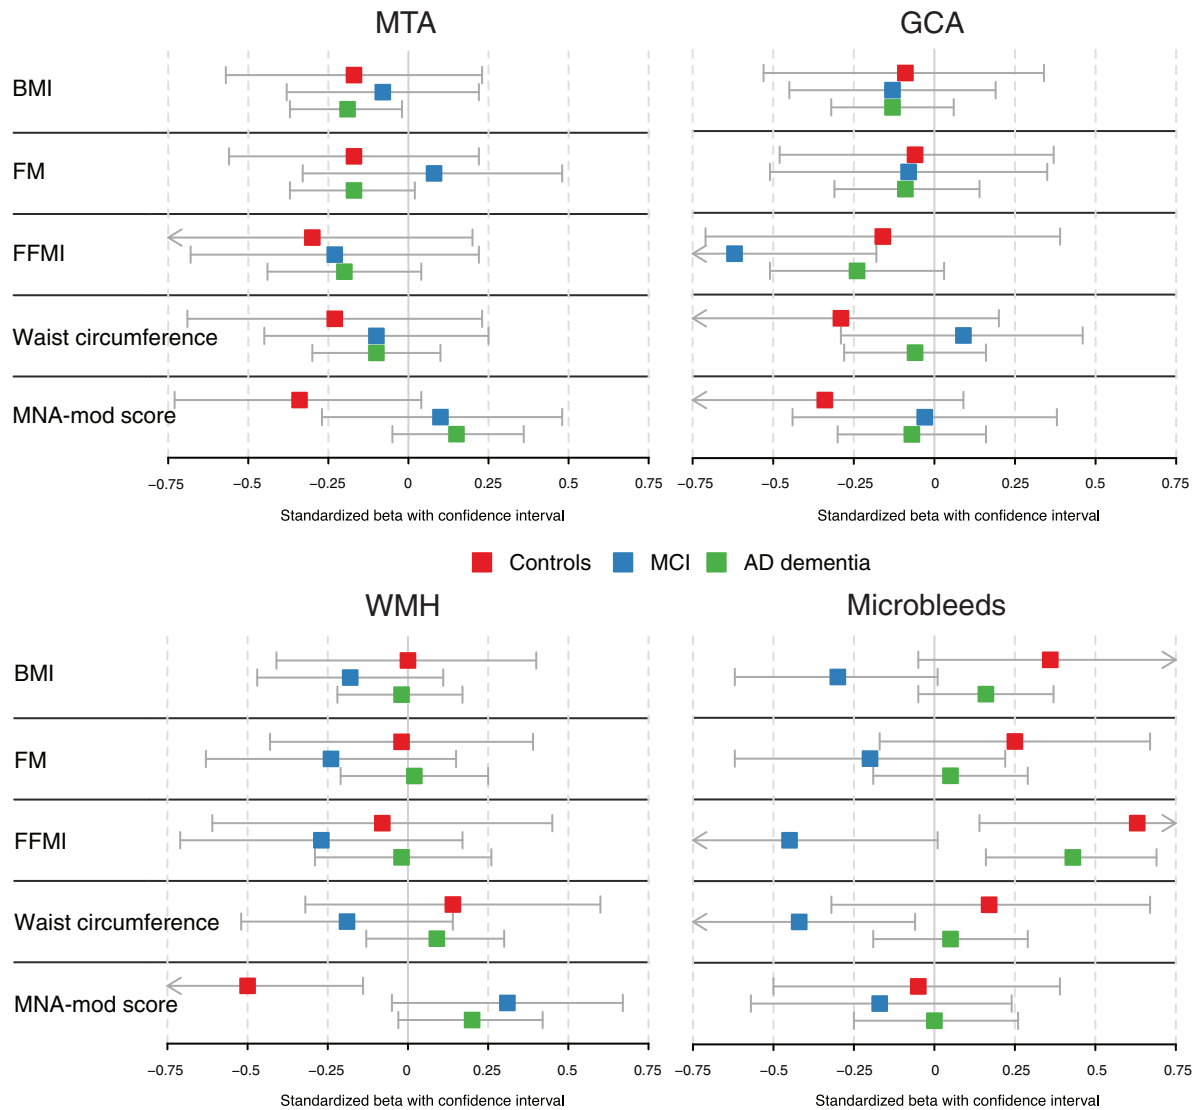 MTA
GCA
BMI
FM
FFMI
Waist circumference
MNA-mod score
−0.75 −0.5 −0.25 0 0.25 0.5 0.75
−0.75 −0.5 −0.25 0 0.25 0.5 0.75
Standardized beta with confidence interval
Standardized beta with confidence interval
Controls MCI AD dementia
WMH
Microbleeds
BMI
FM
FFMI
Waist circumference
MNA-mod score
−0.75 −0.5 −0.25 0 0.25 0.5 0.75
−0.75 −0.5 −0.25 0 0.25 0.5 0.75
Standardized beta with confidence interval
Standardized beta with confidence interval